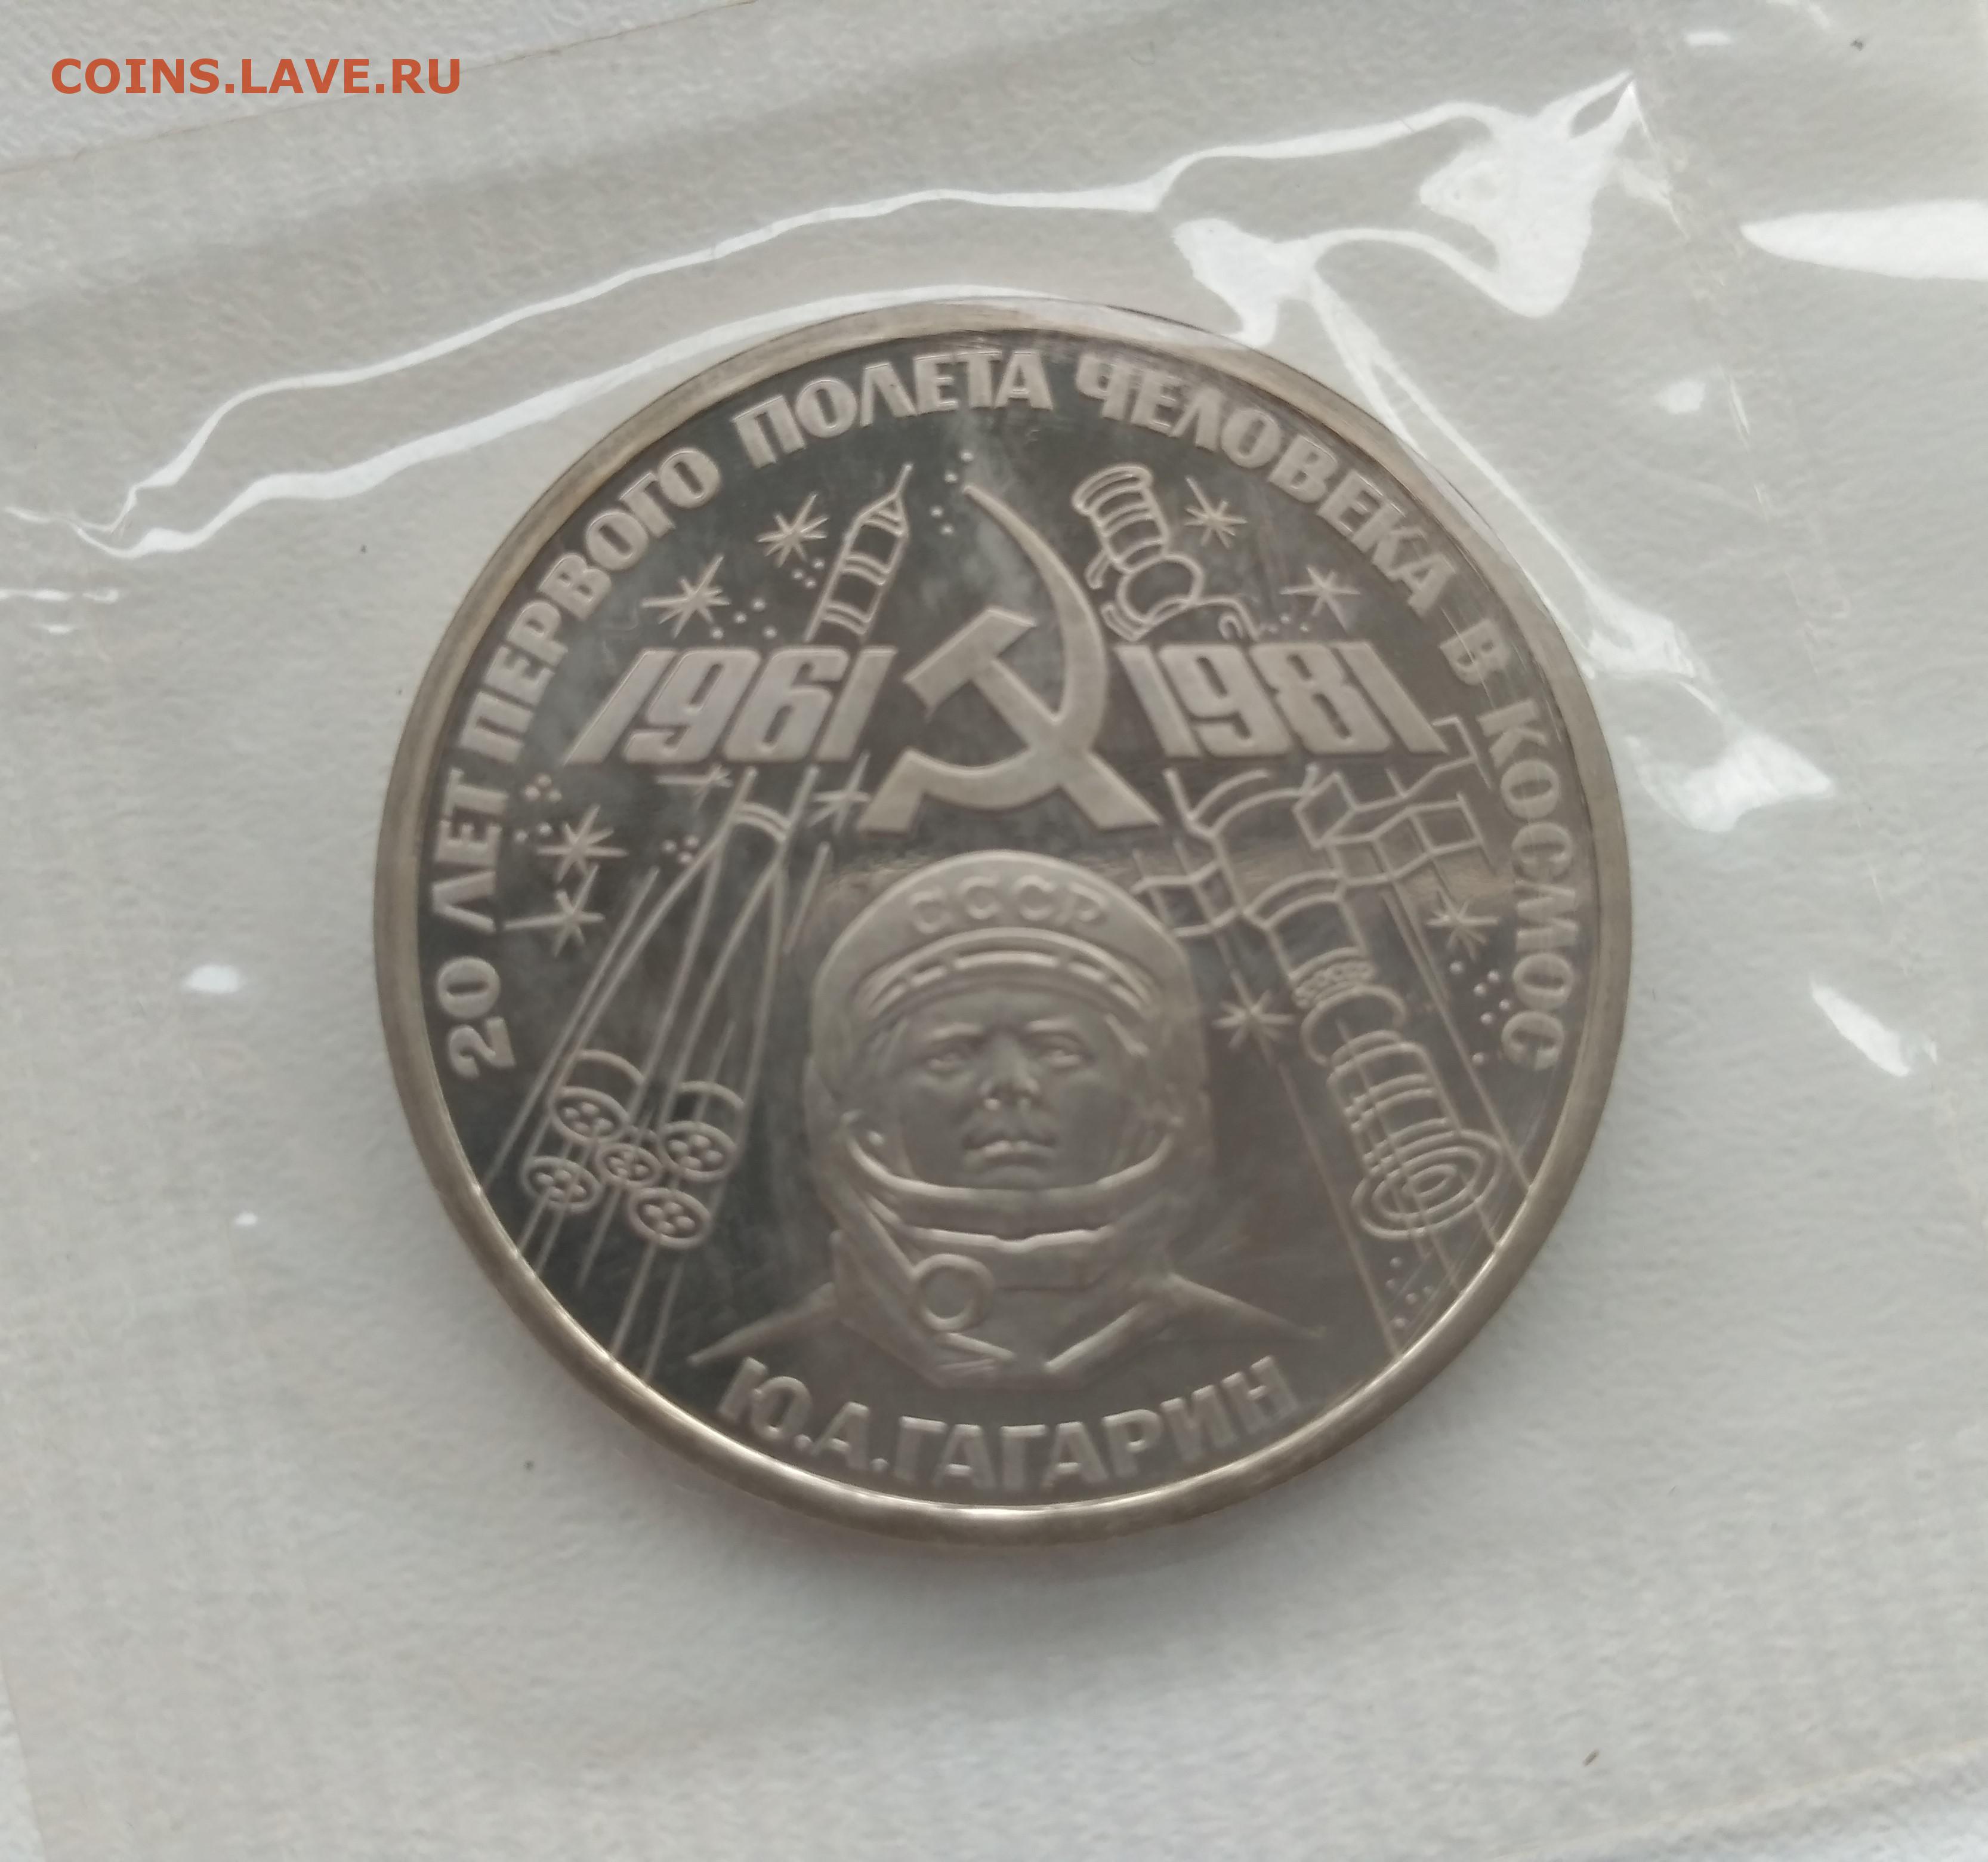 COINS.LAVE.RU
20 ЛЕТ ПЕРВОГО ПОЛЕТА ЧЕЛОВЕКА В КОСМОС
1961 1981
СССР
Ю.А.ГАГАРИН